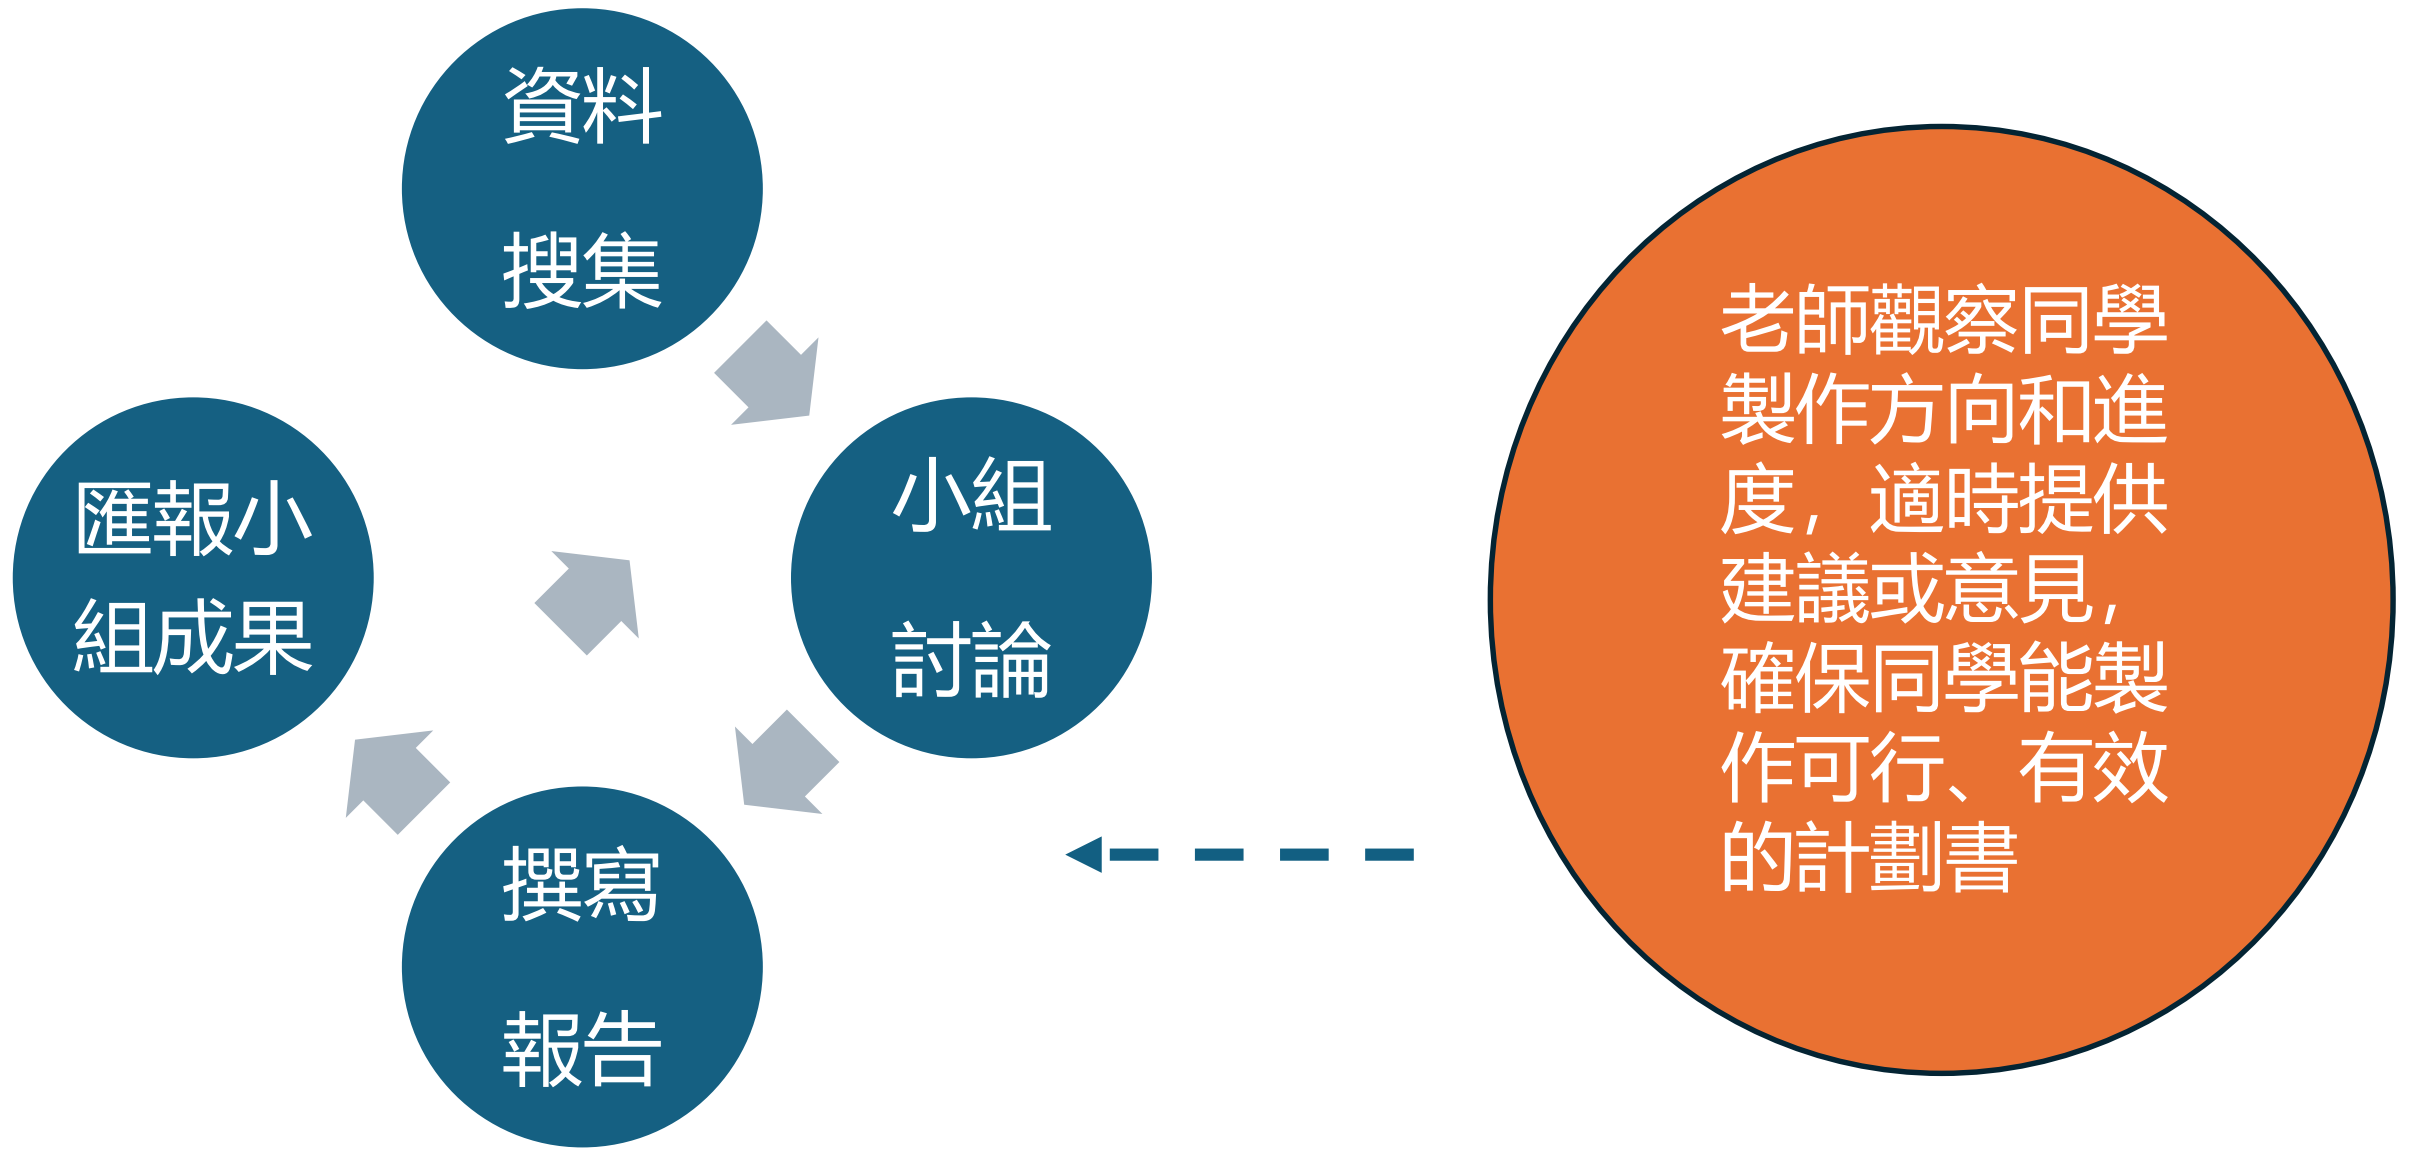 資料
搜集
小組
討論
撰寫
報告
匯報小
組成果
老師觀察同學
製作方向和進
度，適時提供
建議或意見，
確保同學能製
作可行、有效
的計劃書